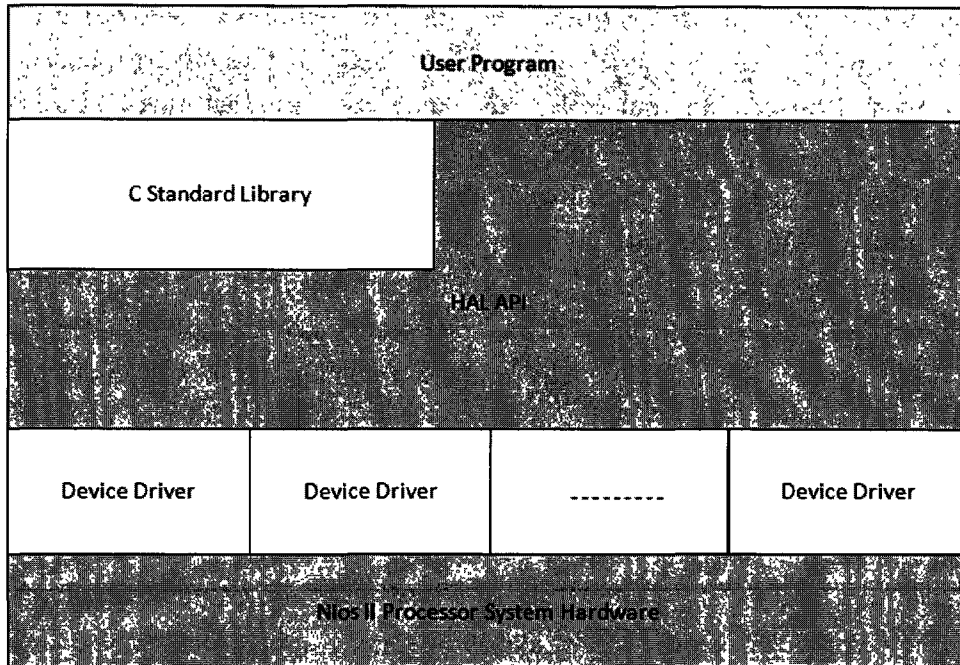 User Program
C Standard Library
HAL API
Device Driver
Device Driver
---------
Device Driver
Nios II Processor System Hardware